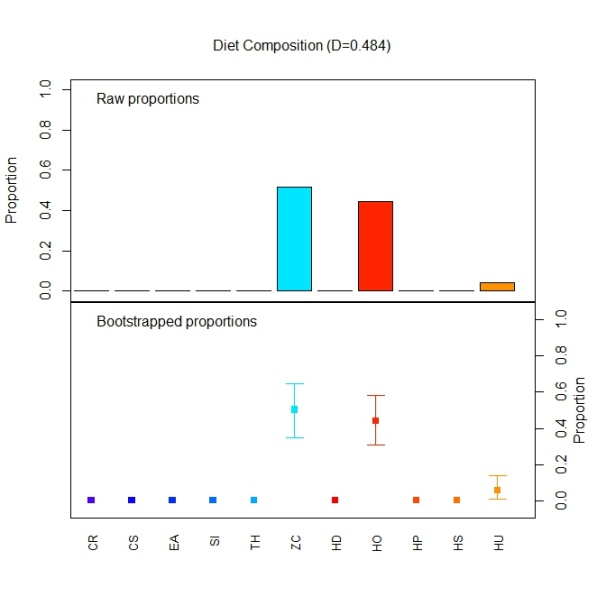 Diet Composition (D=0.484)
Raw proportions
Proportion
1.0
0.8
0.6
0.4
0.2
0.0
Bootstrapped proportions
Proportion
1.0
0.8
0.6
0.4
0.2
0.0
CR CS EA SI TH ZC HD HO HP HS HU